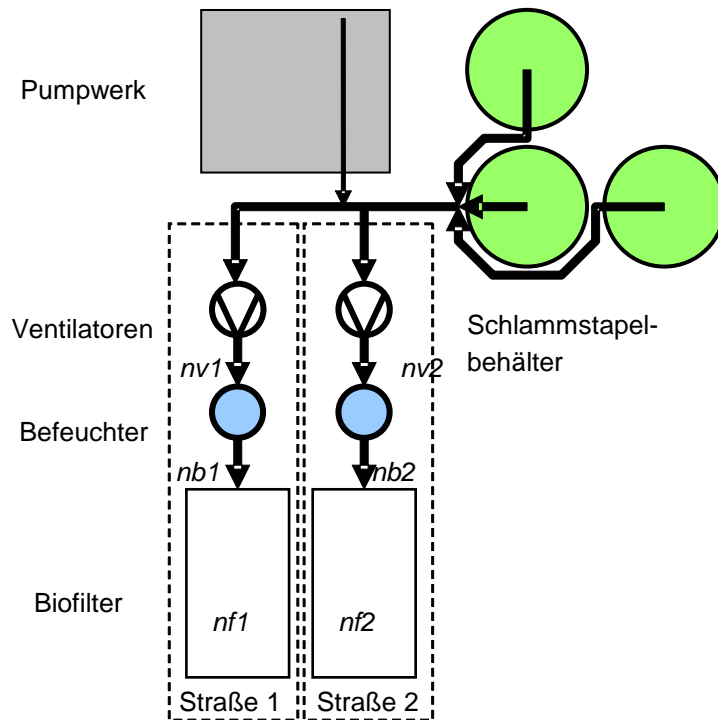 Pumpwerk
Ventilatoren
Schlammstapel-
behälter
nv1
nv2
Befeuchter
nb1
nb2
Biofilter
nf1
nf2
Straße 1
Straße 2